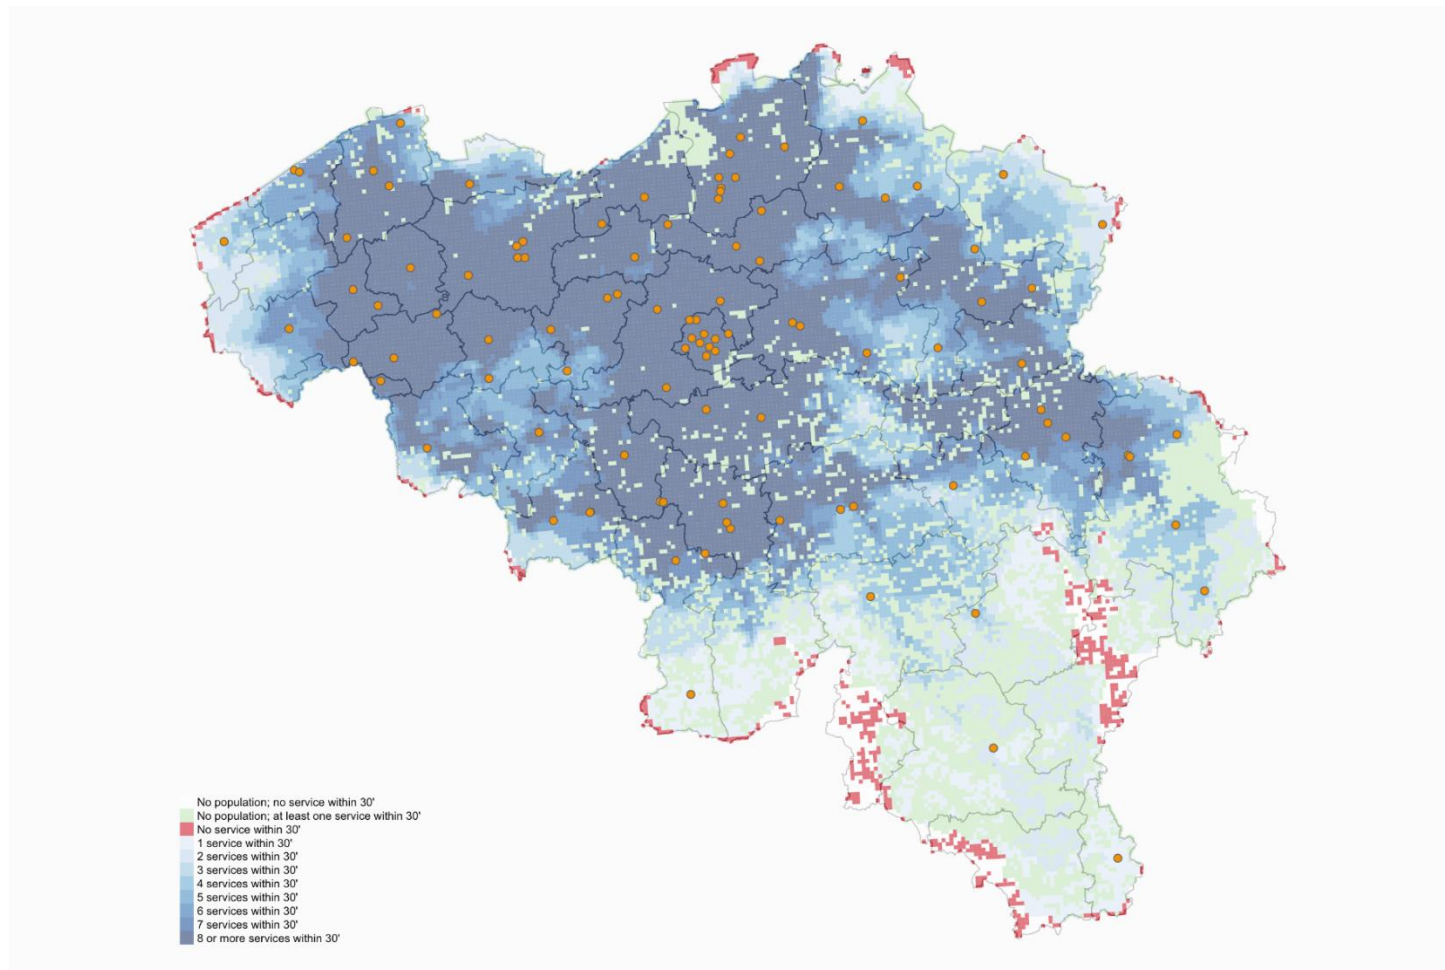 No population; no service within 30'
No population; at least one service within 30'
No service within 30'
1 service within 30'
2 services within 30'
3 services within 30'
4 services within 30'
5 services within 30'
6 services within 30'
7 services within 30'
8 or more services within 30'